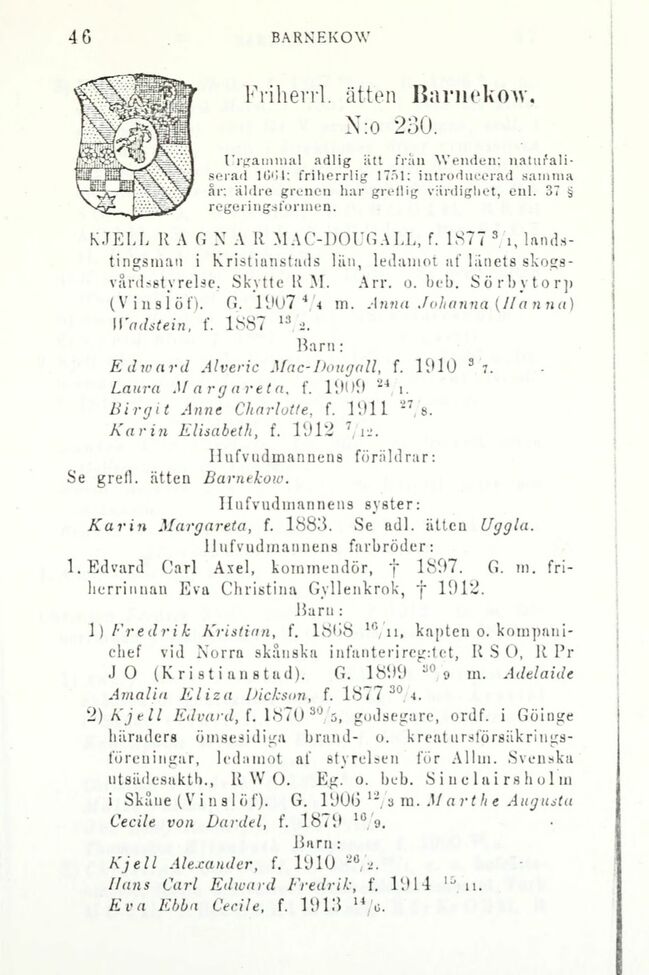 46 BARNEKOW
Friherrl. ätten Barnekow.
N:o 230.
Urgammal adlig ätt från Wenden; naturali-
serad 1664; friherrlig 1751; introducerad samma
år; äldre grenen har greflig värdighet, enl. 37 §
regeringsformen.
KJELL RAGNAR MAC-DOUGALL, f. 1877 3/1, lands-
tingsman i Kristianstads län, ledamot af länets skogs-
vårdsstyrelse, Skytte R M. Arr. o. beb. Sörbytorp
(Vinslöf). G. 1907 4/4 m. Anna Johanna (Hanna)
Wadstein, f. 1887 13/2.
Barn:
Edward Alveric Mac-Dougall, f. 1910 3/7.
Laura Margareta, f. 1909 24/1.
Birgit Anne Charlotte, f. 1911 27/8.
Karin Elisabeth, f. 1912 7/12.
Hufvudmannens föräldrar:
Se grefl. ätten Barnekow.
Hufvudmannens syster:
Karin Margareta, f. 1883. Se adl. ätten Uggla.
Hufvudmannens farbröder:
1. Edvard Carl Axel, kommendör, † 1897. G. m. fri-
herrinnan Eva Christina Gyllenkrok, † 1912.
Barn:
1) Fredrik Kristian, f. 1868 16/11, kapten o. kompani-
chef vid Norra skånska infanterireg:tet, R S O, R Pr
J O (Kristianstad). G. 1899 30/9 m. Adelaide
Amalia Eliza Dickson, f. 1877 30/4.
2) Kjell Edvard, f. 1870 30/5, godsegare, ordf. i Göinge
häraders ömsesidiga brand- o. kreatursförsäkrings-
föreningar, ledamot af styrelsen för Allm. Svenska
utsädesaktb., R W O. Eg. o. beb. Sinclairsholm
i Skåne (Vinslöf). G. 1906 12/3 m. Marthe Augusta
Cecile von Dardel, f. 1879 16/9.
Barn:
Kjell Alexander, f. 1910 26/2.
Hans Carl Edward Fredrik, f. 1914 15/11.
Eva Ebba Cecile, f. 1913 14/6.